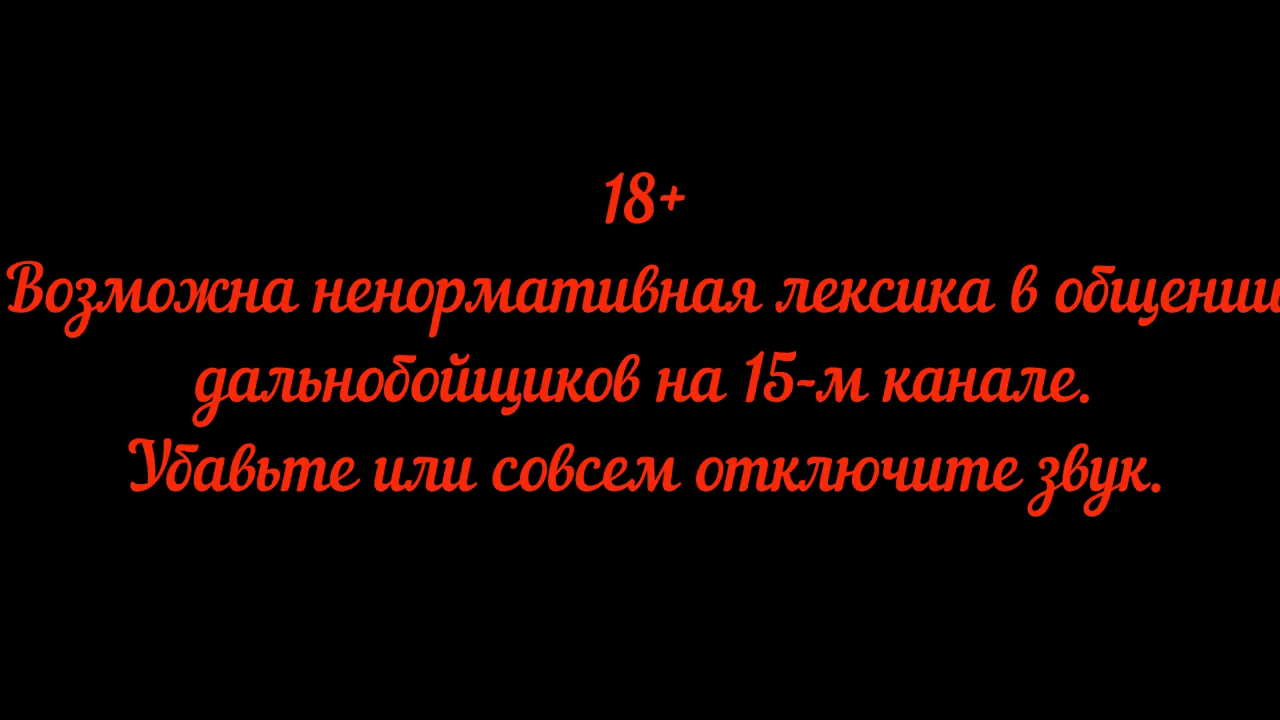 18+
Возможна ненормативная лексика в общении
дальнобойщиков на 15-м канале.
Убавьте или совсем отключите звук.